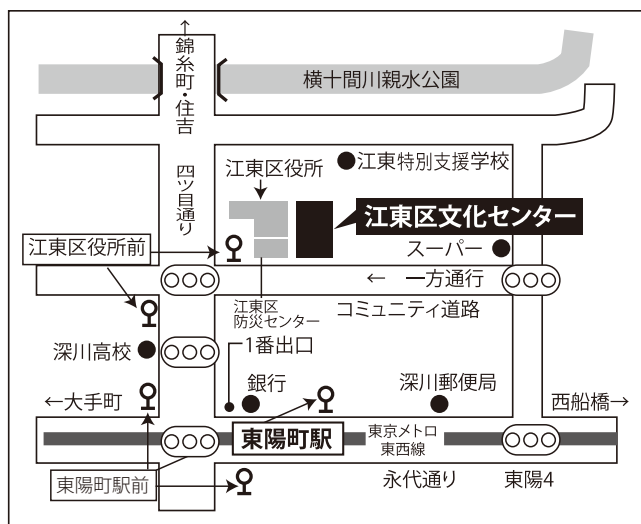 ↑錦糸町・住吉
横十間川親水公園
四ツ目通り
江東区役所
江東特別支援学校
江東区文化センター
スーパー
江東区役所前
← 一方通行
江東区
防災センター
コミュニティ道路
深川高校
1番出口
銀行
深川郵便局
←大手町
西船橋→
東陽町駅
東京メトロ
東西線
東陽町駅前
永代通り
東陽4